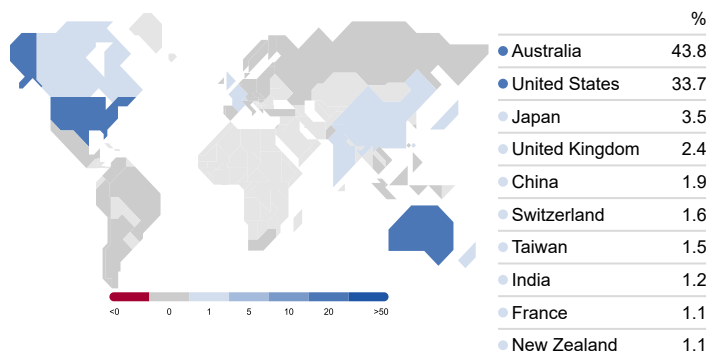 %
Australia 43.8
United States 33.7
Japan 3.5
United Kingdom 2.4
China 1.9
Switzerland 1.6
Taiwan 1.5
India 1.2
France 1.1
New Zealand 1.1
<0 0 1 5 10 20 >50